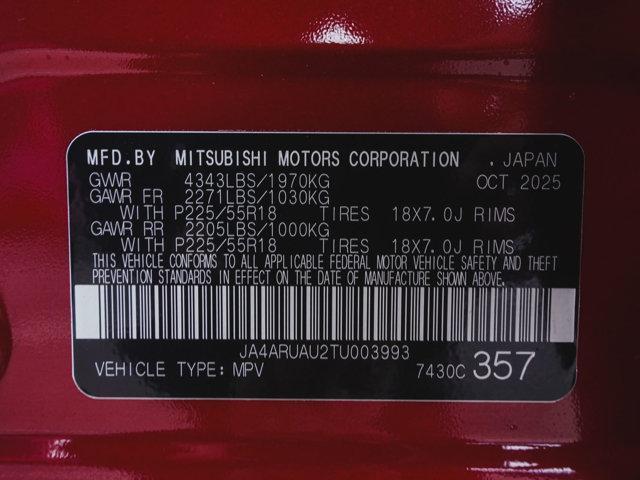 MFD.BY MITSUBISHI MOTORS CORPORATION . JAPAN
GVWR 4343LBS/1970KG OCT 2025
GAWR FR 2271LBS/1030KG
WITH P225/55R18 TIRES 18X7.0J RIMS
GAWR RR 2205LBS/1000KG
WITH P225/55R18 TIRES 18X7.0J RIMS
THIS VEHICLE CONFORMS TO ALL APPLICABLE FEDERAL MOTOR VEHICLE SAFETY AND THEFT
PREVENTION STANDARDS IN EFFECT ON THE DATE OF MANUFACTURE SHOWN ABOVE.
JA4ARUAU2TU003993
VEHICLE TYPE: MPV 7430C 357